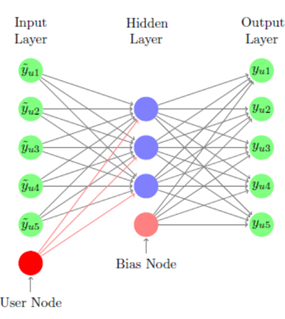 Input
Layer
Hidden
Layer
Output
Layer
ỹu1
ỹu2
ỹu3
ỹu4
ỹu5
yu1
yu2
yu3
yu4
yu5
Bias Node
User Node